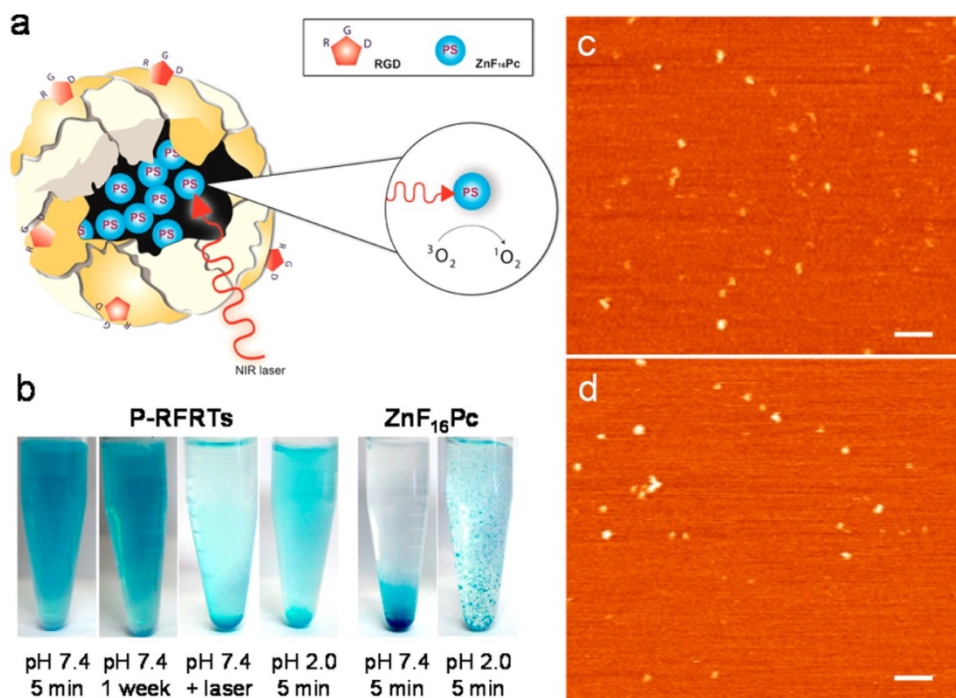 a
R G D
RGD
PS
ZnF₁₆Pc
R G D
R G D
PS
PS
PS
PS
PS
PS
PS
PS
S
PS
R G D
R G D
R G D
PS
³O₂
¹O₂
NIR laser
b
P-RFRTs
ZnF₁₆Pc
pH 7.4
5 min
pH 7.4
1 week
pH 7.4
+ laser
pH 2.0
5 min
pH 7.4
5 min
pH 2.0
5 min
c
d